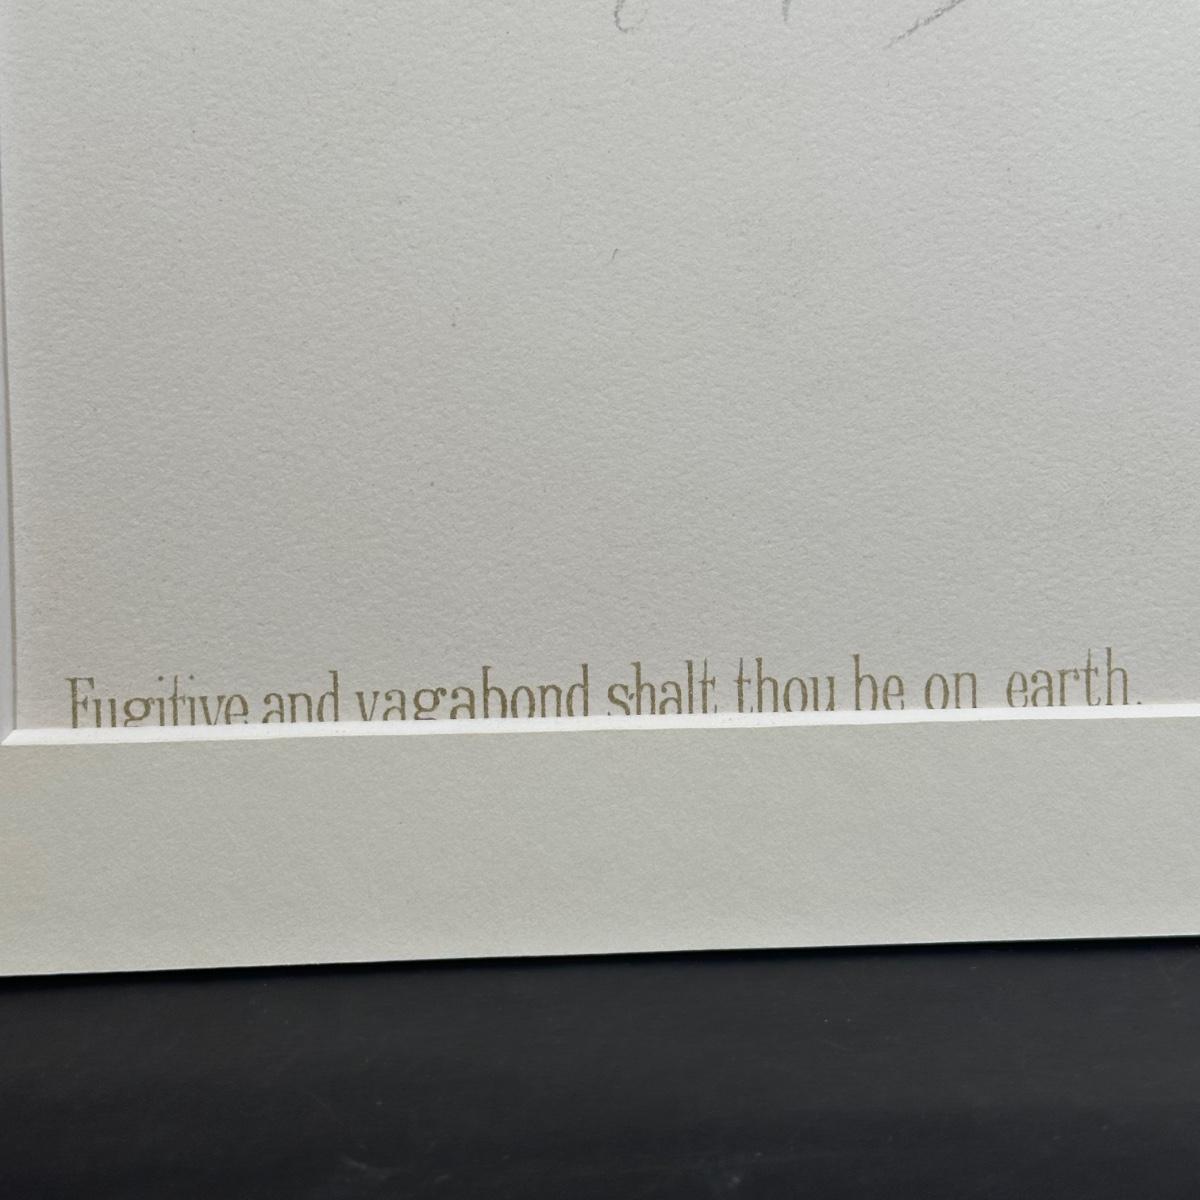 Fugitive and vagabond shalt thou be on earth.